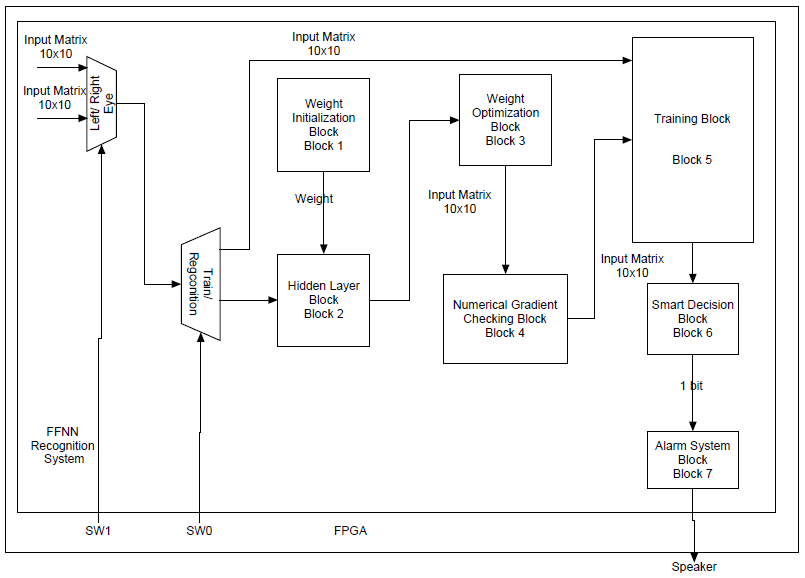 Input Matrix
10x10
Input Matrix
10x10
Left/ Right
Eye
Input Matrix
10x10
Weight
Initialization
Block
Block 1
Weight
Optimization
Block
Block 3
Training Block
Block 5
Weight
Input Matrix
10x10
Train/
Regconition
Hidden Layer
Block
Block 2
Numerical Gradient
Checking Block
Block 4
Input Matrix
10x10
Smart Decision
Block
Block 6
1 bit
FFNN
Recognition
System
Alarm System
Block
Block 7
SW1
SW0
FPGA
Speaker